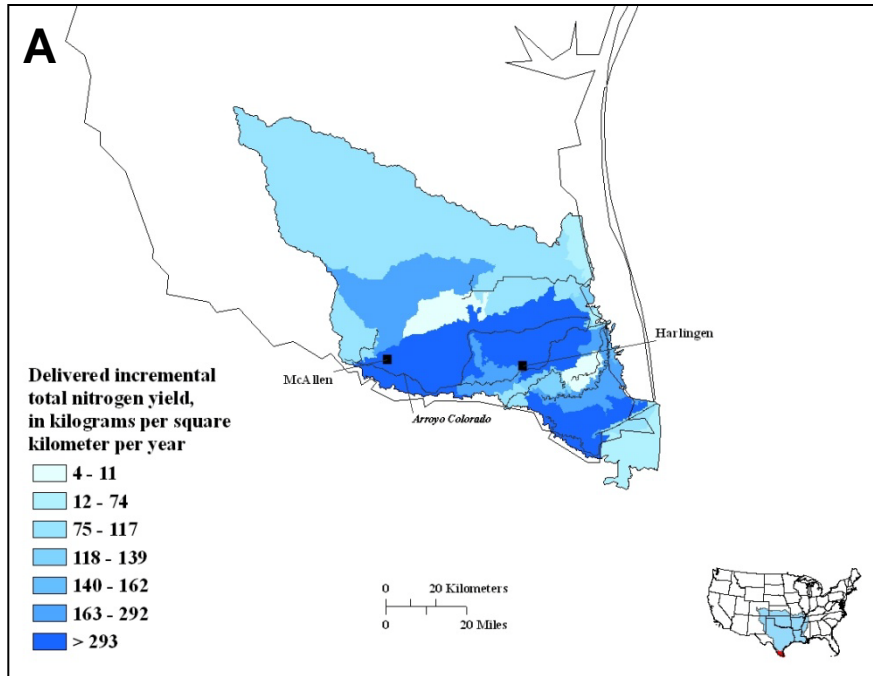 A
Harlingen
McAllen
Arroyo Colorado
Delivered incremental
total nitrogen yield,
in kilograms per square
kilometer per year
4 - 11
12 - 74
75 - 117
118 - 139
140 - 162
163 - 292
> 293
0 20 Kilometers
0 20 Miles